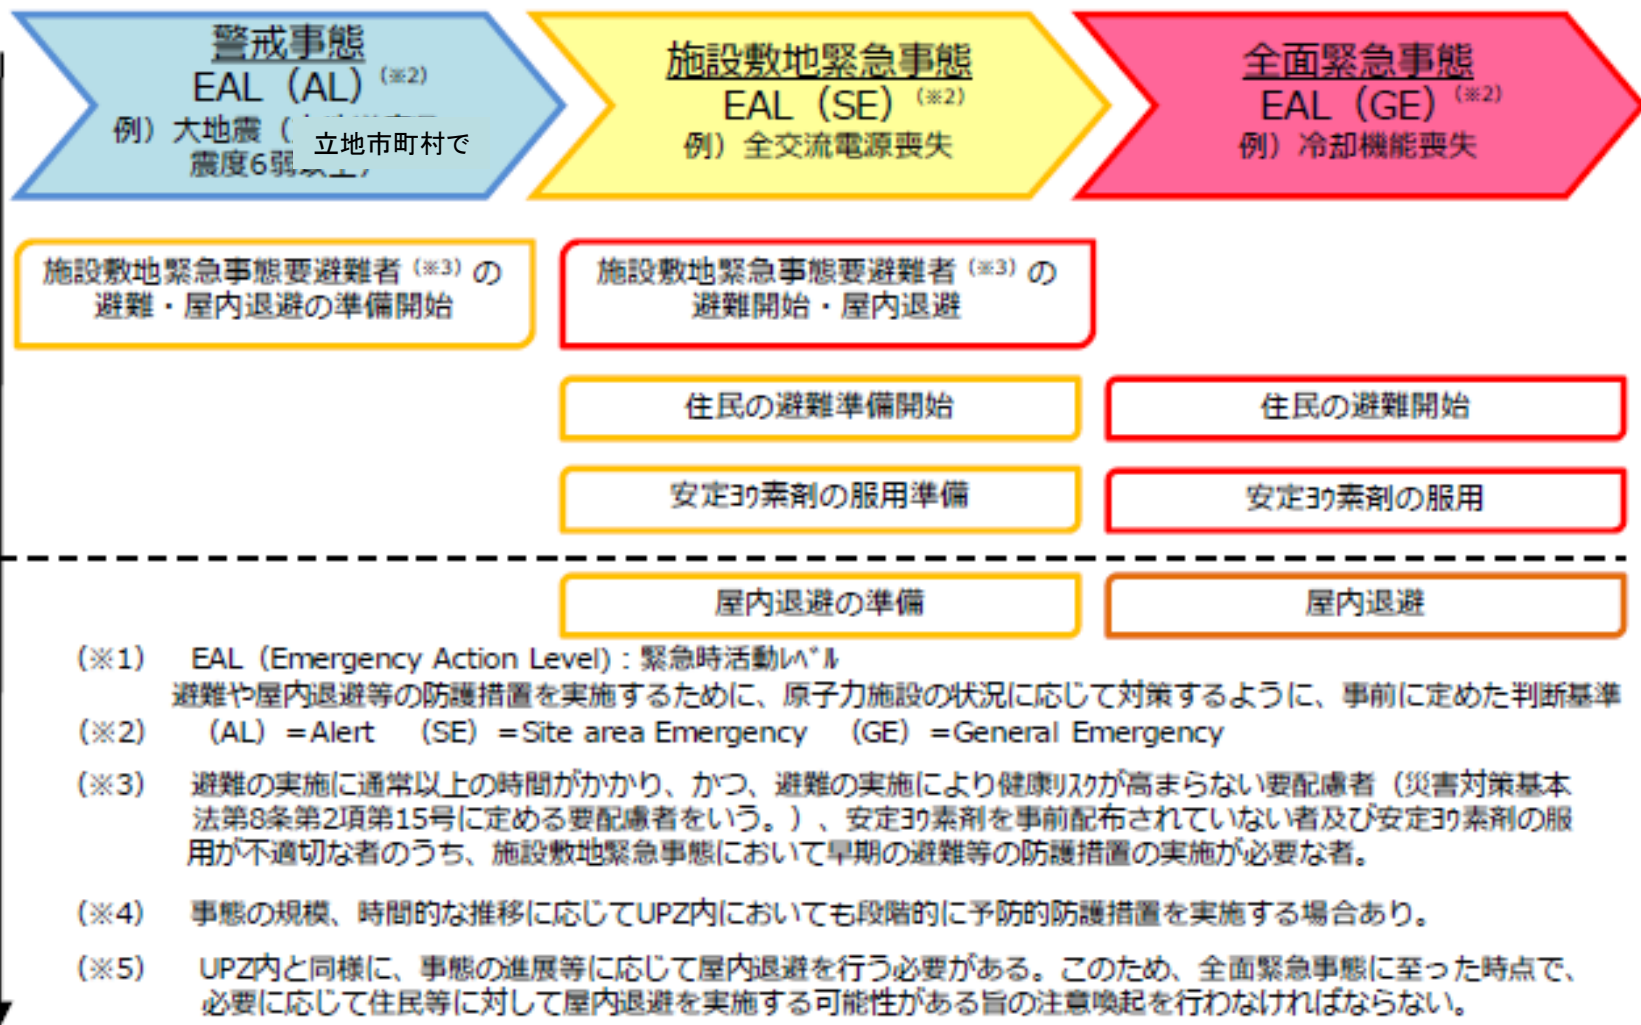 警戒事態
EAL（AL）（※2）
例）大地震（
立地市町村で
震度6弱
施設敷地緊急事態
EAL（SE）（※2）
例）全交流電源喪失
全面緊急事態
EAL（GE）（※2）
例）冷却機能喪失
施設敷地緊急事態要避難者（※3）の
避難・屋内退避の準備開始
施設敷地緊急事態要避難者（※3）の
避難開始・屋内退避
住民の避難準備開始
住民の避難開始
安定ﾖｳ素剤の服用準備
安定ﾖｳ素剤の服用
屋内退避の準備
屋内退避
（※1） EAL（Emergency Action Level）：緊急時活動ﾚﾍﾞﾙ
避難や屋内退避等の防護措置を実施するために、原子力施設の状況に応じて対策するように、事前に定めた判断基準
（※2） （AL）＝Alert （SE）＝Site area Emergency （GE）＝General Emergency
（※3） 避難の実施に通常以上の時間がかかり、かつ、避難の実施により健康ﾘｽｸが高まらない要配慮者（災害対策基本
法第8条第2項第15号に定める要配慮者をいう。）、安定ﾖｳ素剤を事前配布されていない者及び安定ﾖｳ素剤の服
用が不適切な者のうち、施設敷地緊急事態において早期の避難等の防護措置の実施が必要な者。
（※4） 事態の規模、時間的な推移に応じてUPZ内においても段階的に予防的防護措置を実施する場合あり。
（※5） UPZ内と同様に、事態の進展等に応じて屋内退避を行う必要がある。このため、全面緊急事態に至った時点で、
必要に応じて住民等に対して屋内退避を実施する可能性がある旨の注意喚起を行わなければならない。